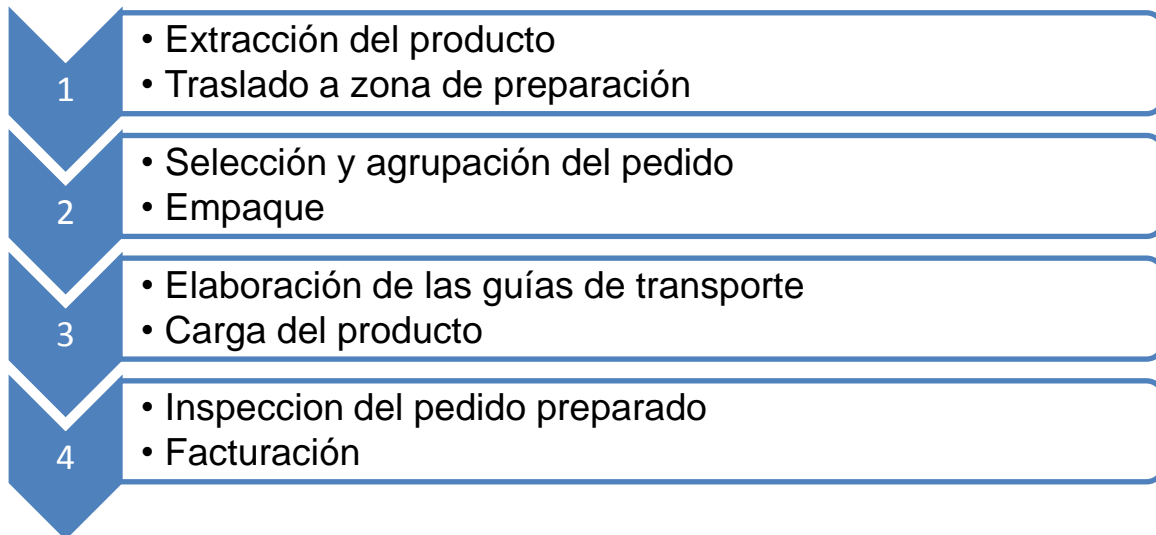 1
• Extracción del producto
• Traslado a zona de preparación
2
• Selección y agrupación del pedido
• Empaque
3
• Elaboración de las guías de transporte
• Carga del producto
4
• Inspeccion del pedido preparado
• Facturación